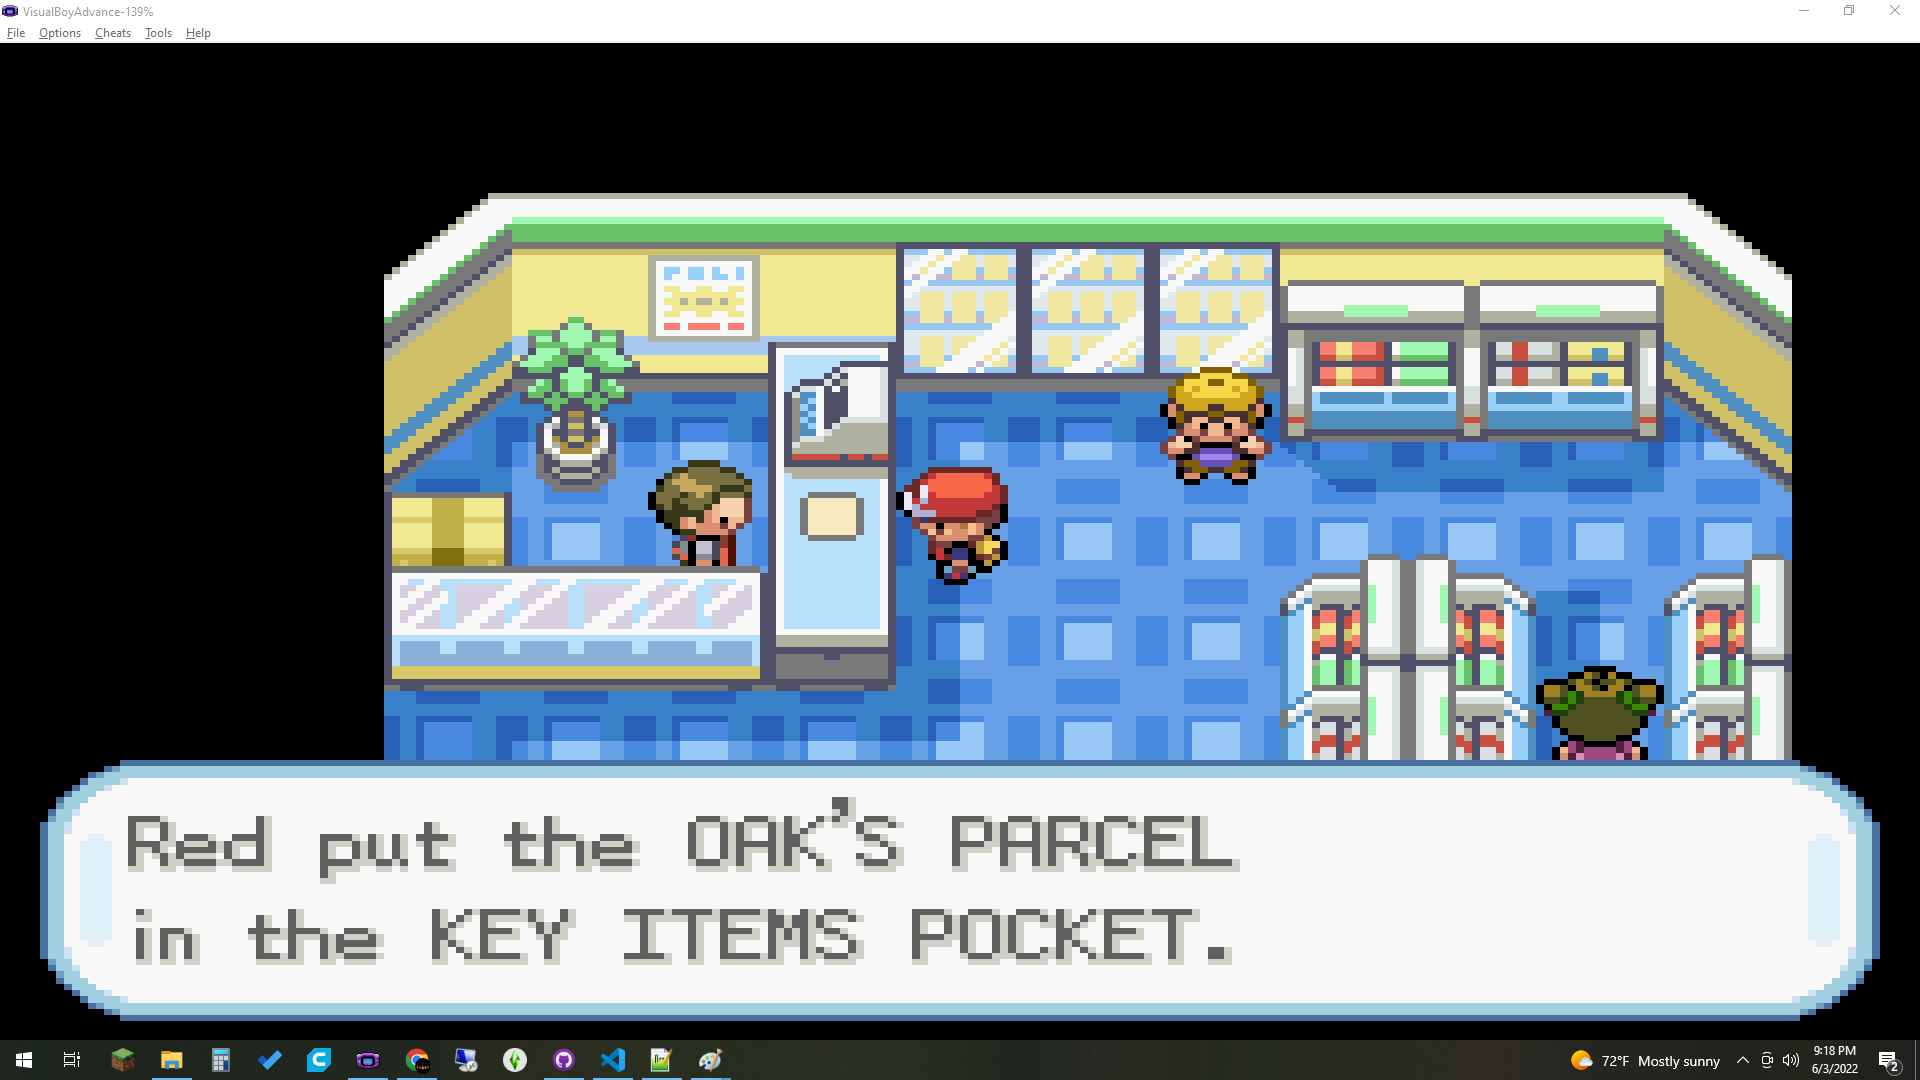 VisualBoyAdvance-139%
File Options Cheats Tools Help
Red put the OAK'S PARCEL
in the KEY ITEMS POCKET.
72°F Mostly sunny
9:18 PM
6/3/2022
2